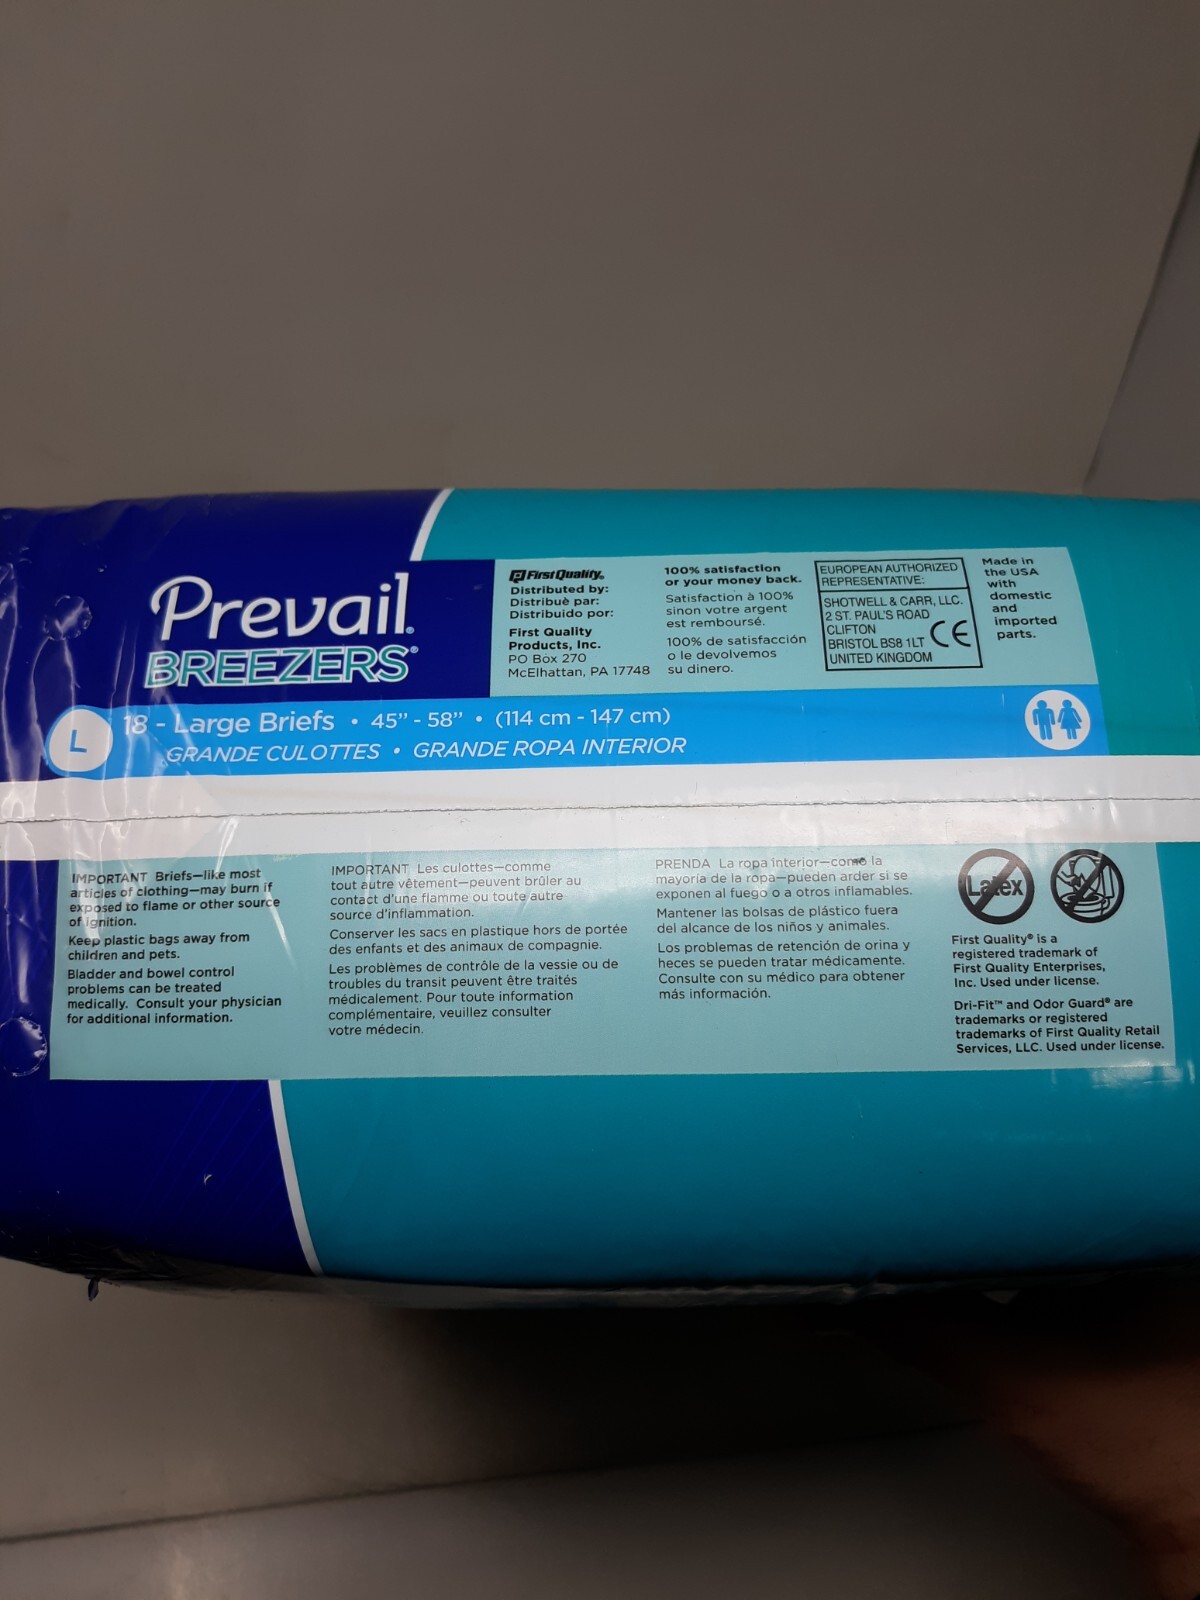 Prevail®
BREEZERS®
First Quality®
Distributed by:
Distribuè par:
Distribuido por:
First Quality
Products, Inc.
PO Box 270
McElhattan, PA 17748
100% satisfaction
or your money back.
Satisfaction à 100%
sinon votre argent
est remboursé.
100% de satisfacción
o le devolvemos
su dinero.
EUROPEAN AUTHORIZED
REPRESENTATIVE:
SHOTWELL & CARR, LLC.
2 ST. PAUL'S ROAD
CLIFTON
BRISTOL BS8 1LT
UNITED KINGDOM
CE
Made in
the USA
with
domestic
and
imported
parts.
L
18 - Large Briefs • 45” - 58” • (114 cm - 147 cm)
GRANDE CULOTTES • GRANDE ROPA INTERIOR
IMPORTANT Briefs—like most
articles of clothing—may burn if
exposed to flame or other source
of ignition.
Keep plastic bags away from
children and pets.
Bladder and bowel control
problems can be treated
medically. Consult your physician
for additional information.
IMPORTANT Les culottes—comme
tout autre vêtement—peuvent brûler au
contact d'une flamme ou toute autre
source d'inflammation.
Conserver les sacs en plastique hors de portée
des enfants et des animaux de compagnie.
Les problèmes de contrôle de la vessie ou de
troubles du transit peuvent être traités
médicalement. Pour toute information
complémentaire, veuillez consulter
votre médecin.
PRENDA La ropa interior—como la
mayoría de la ropa—pueden arder si se
exponen al fuego o a otros inflamables.
Mantener las bolsas de plástico fuera
del alcance de los niños y animales.
Los problemas de retención de orina y
heces se pueden tratar médicamente.
Consulte con su médico para obtener
más información.
Latex
First Quality® is a
registered trademark of
First Quality Enterprises,
Inc. Used under license.
Dri-Fit™ and Odor Guard® are
trademarks or registered
trademarks of First Quality Retail
Services, LLC. Used under license.